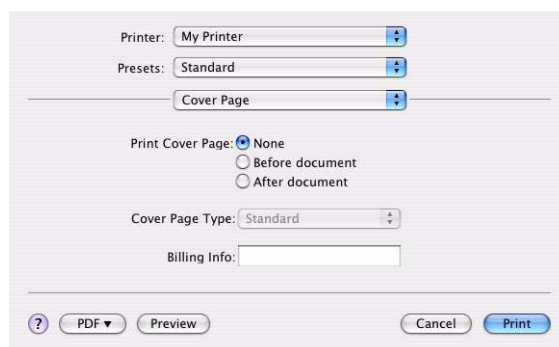 Printer: My Printer
Presets: Standard
Cover Page
Print Cover Page: None
Before document
After document
Cover Page Type: Standard
Billing Info:
? PDF ▼ Preview Cancel Print